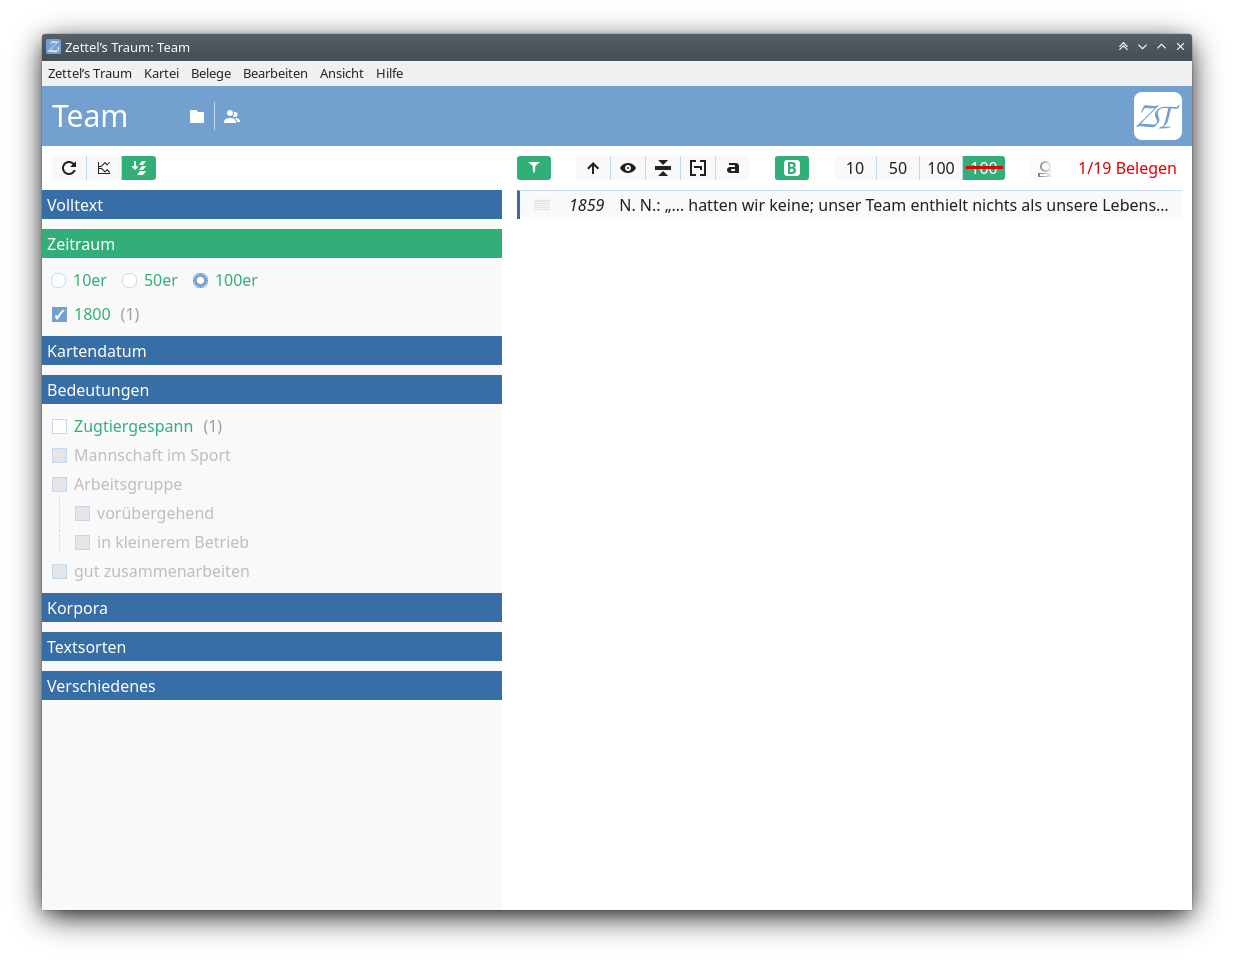 Zettel’s Traum: Team
Zettel’s Traum Kartei Belege Bearbeiten Ansicht Hilfe
Team
ZT
a B 10 50 100 100 1/19 Belegen
Volltext
1859 N. N.: „… hatten wir keine; unser Team enthielt nichts als unsere Lebens…
Zeitraum
10er 50er 100er
1800 (1)
Kartendatum
Bedeutungen
Zugtiergespann (1)
Mannschaft im Sport
Arbeitsgruppe
vorübergehend
in kleinerem Betrieb
gut zusammenarbeiten
Korpora
Textsorten
Verschiedenes